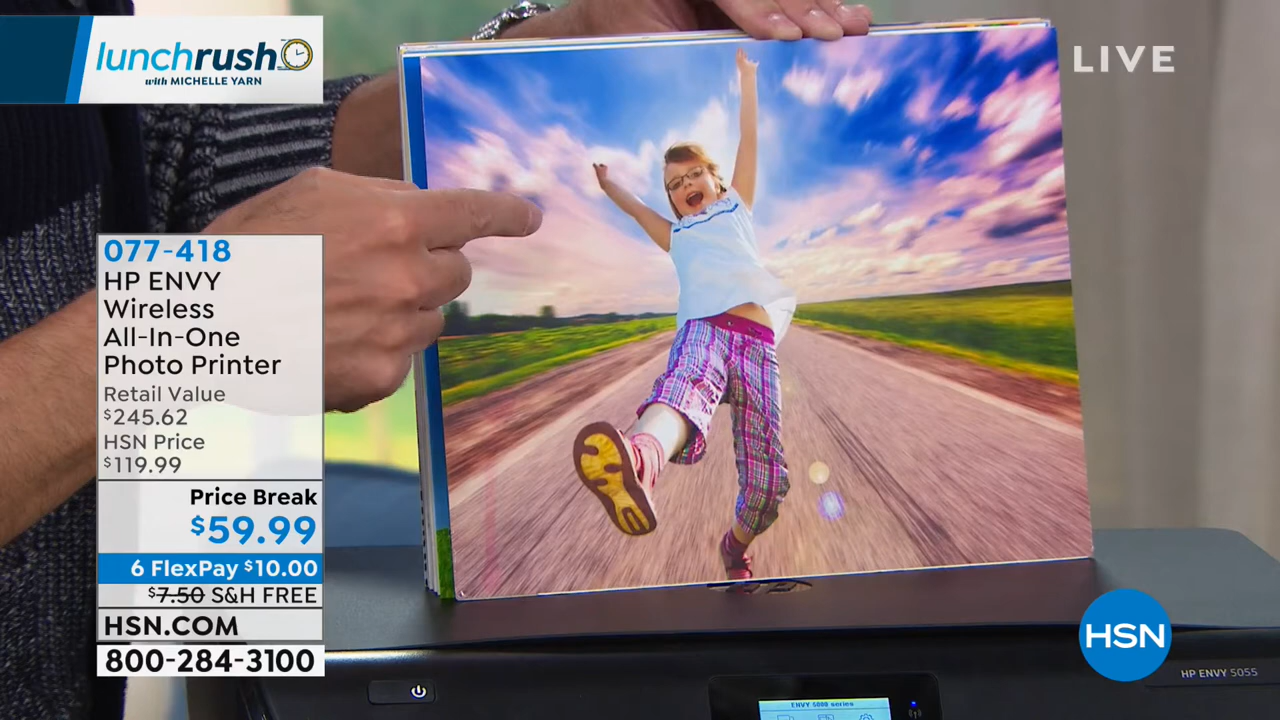 lunchrush
with MICHELLE YARN
LIVE
077-418
HP ENVY
Wireless
All-In-One
Photo Printer
Retail Value
$245.62
HSN Price
$119.99
Price Break
$59.99
6 FlexPay $10.00
$7.50 S&H FREE
HSN.COM
800-284-3100
HSN
HP ENVY 5055
ENVY 5000 series